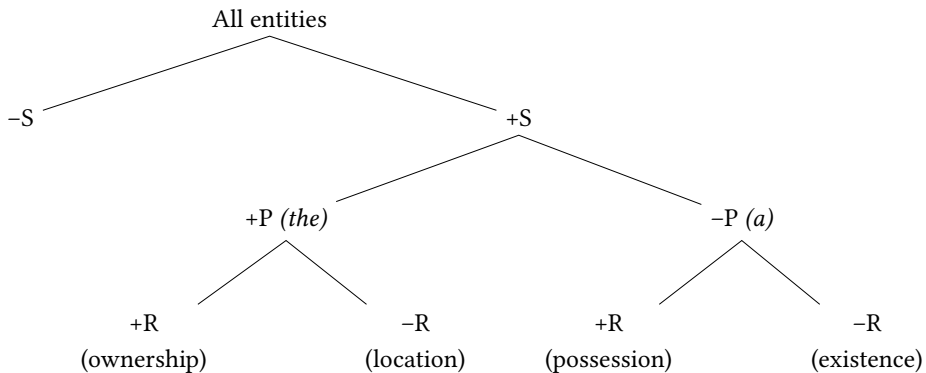 All entities
–S +S
+P (the) –P (a)
+R –R +R –R
(ownership) (location) (possession) (existence)